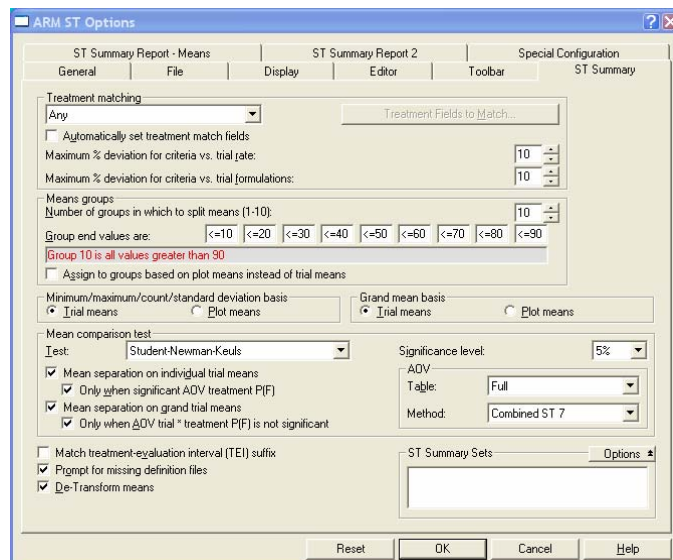 ARM ST Options
ST Summary Report - Means ST Summary Report 2 Special Configuration
General File Display Editor Toolbar ST Summary
Treatment matching
Any Treatment Fields to Match...
Automatically set treatment match fields
Maximum % deviation for criteria vs. trial rate: 10
Maximum % deviation for criteria vs. trial formulations: 10
Means groups
Number of groups in which to split means (1-10): 10
Group end values are: <=10 <=20 <=30 <=40 <=50 <=60 <=70 <=80 <=90
Group 10 is all values greater than 90
Assign to groups based on plot means instead of trial means
Minimum/maximum/count/standard deviation basis Grand mean basis
Trial means Plot means Trial means Plot means
Mean comparison test
Test: Student-Newman-Keuls Significance level: 5%
Mean separation on individual trial means AOV
Only when significant AOV treatment P(F) Table: Full
Mean separation on grand trial means
Only when AOV trial * treatment P(F) is not significant Method: Combined ST 7
Match treatment-evaluation interval (TEI) suffix ST Summary Sets Options
Prompt for missing definition files
De-Transform means
Reset OK Cancel Help